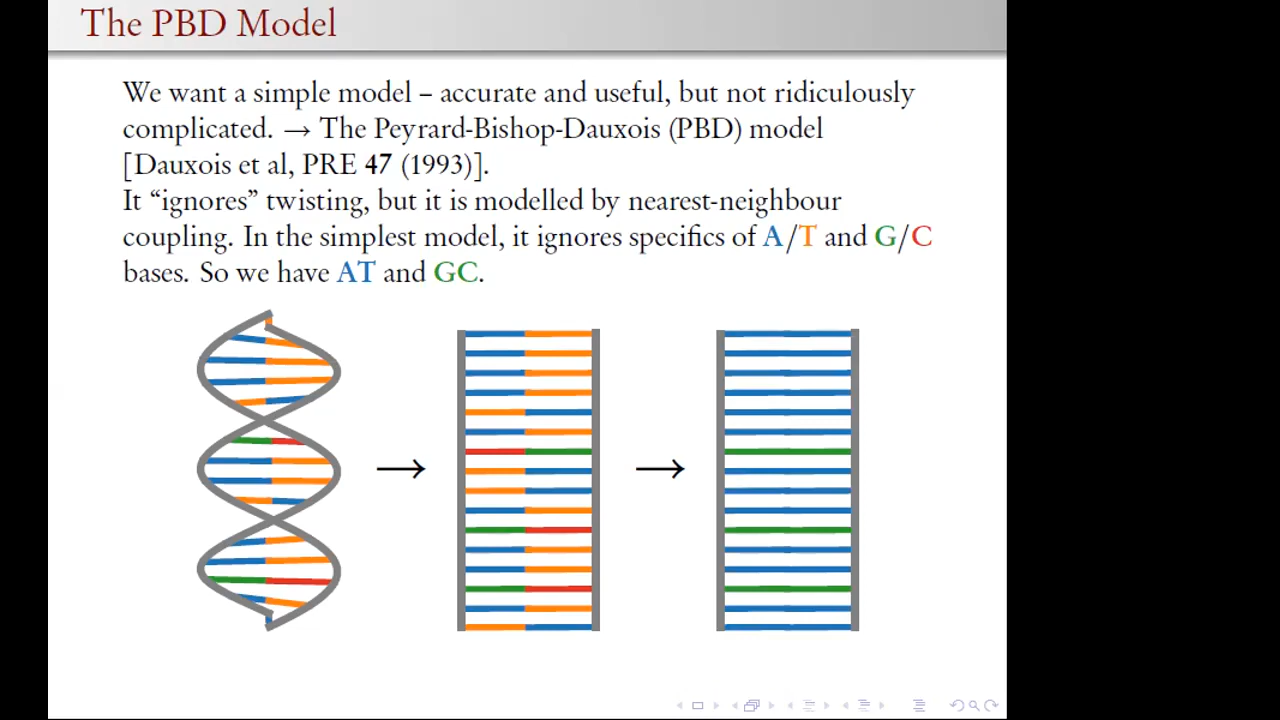 The PBD Model
We want a simple model – accurate and useful, but not ridiculously
complicated. → The Peyrard-Bishop-Dauxois (PBD) model
[Dauxois et al, PRE 47 (1993)].
It “ignores” twisting, but it is modelled by nearest-neighbour
coupling. In the simplest model, it ignores specifics of A/T and G/C
bases. So we have AT and GC.